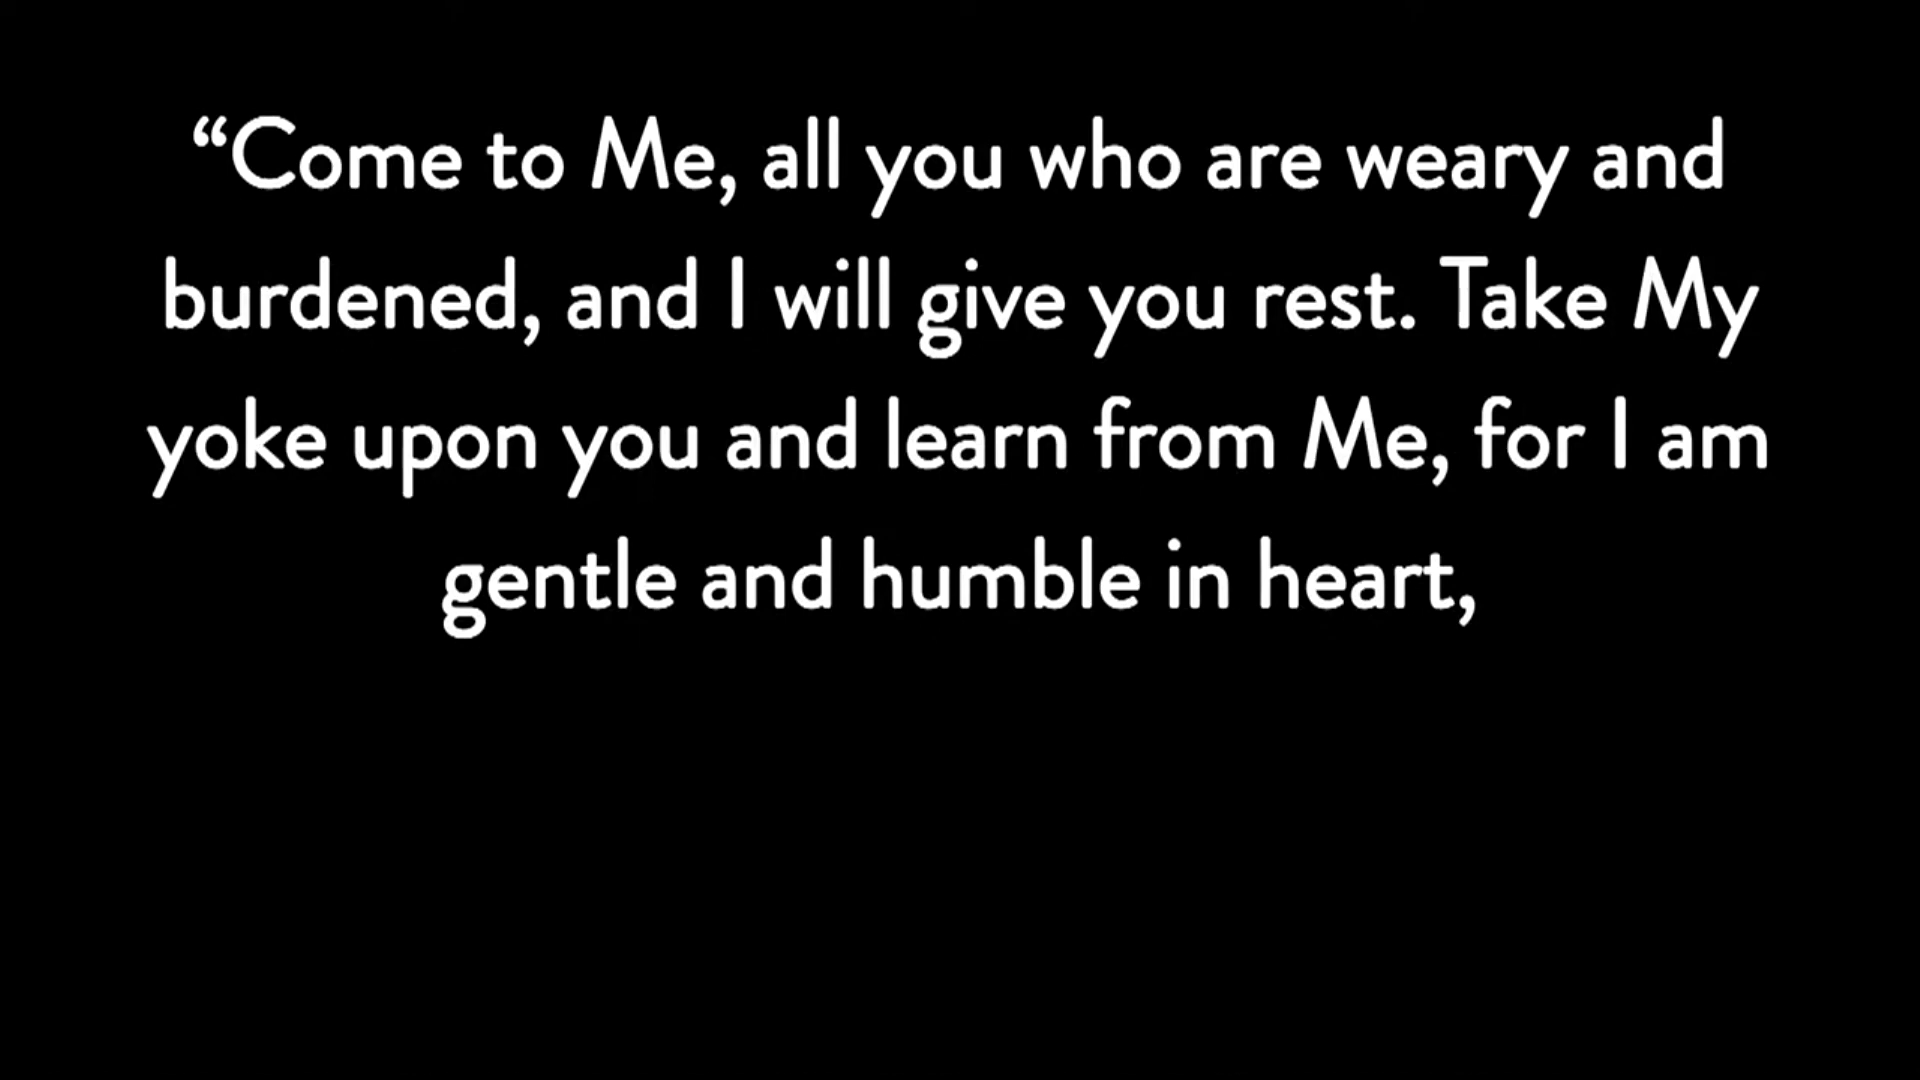 “Come to Me, all you who are weary and
burdened, and I will give you rest. Take My
yoke upon you and learn from Me, for I am
gentle and humble in heart,